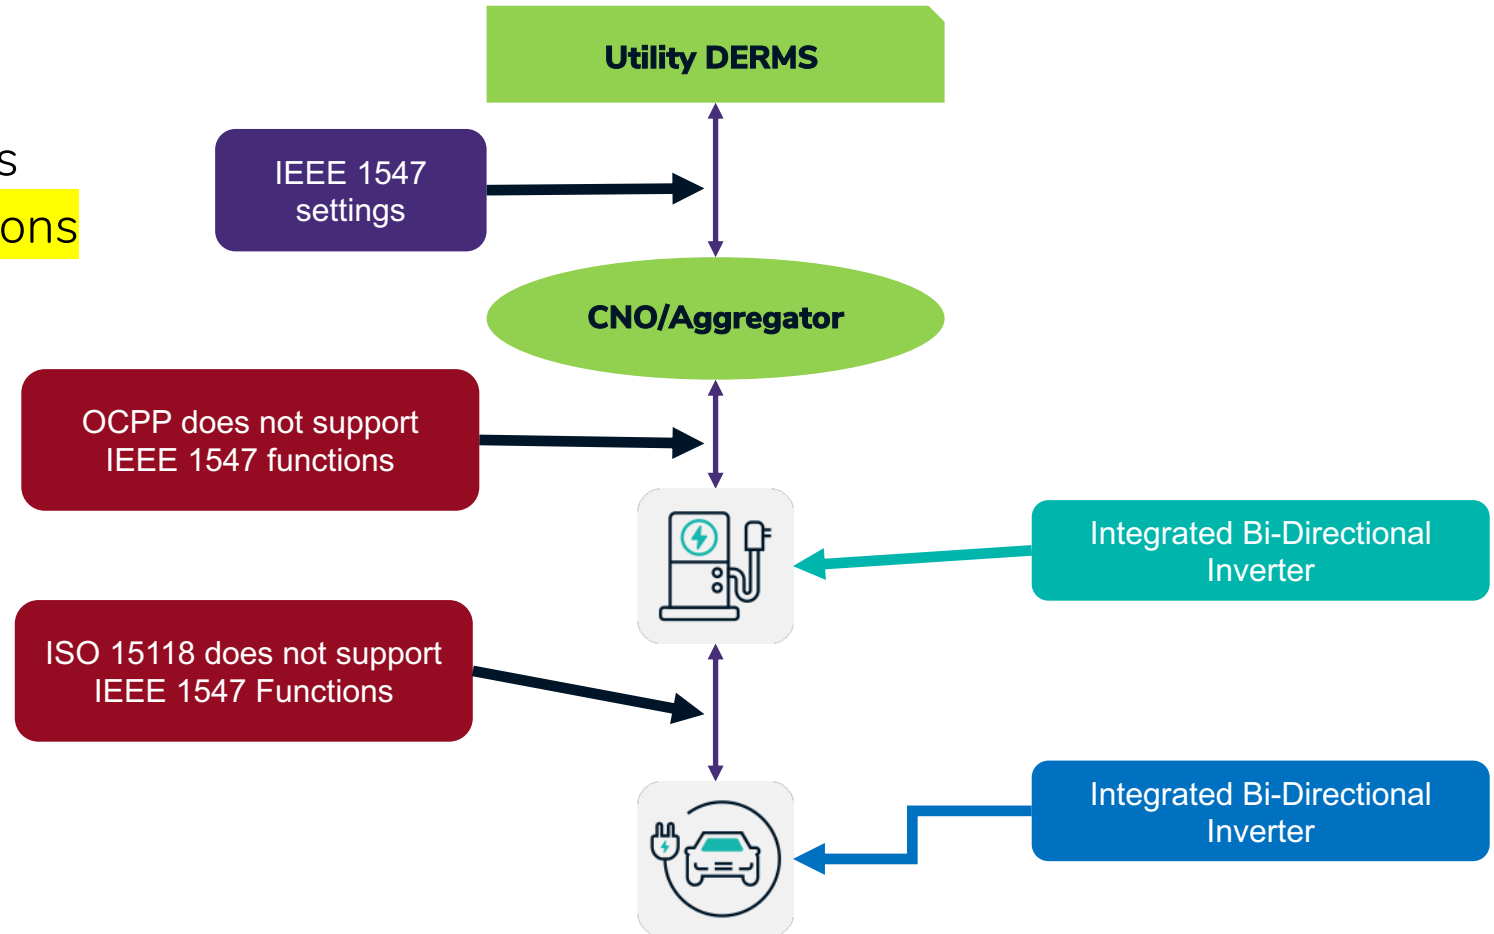 Utility DERMS
IEEE 1547
settings
CNO/Aggregator
OCPP does not support
IEEE 1547 functions
Integrated Bi-Directional
Inverter
ISO 15118 does not support
IEEE 1547 Functions
Integrated Bi-Directional
Inverter